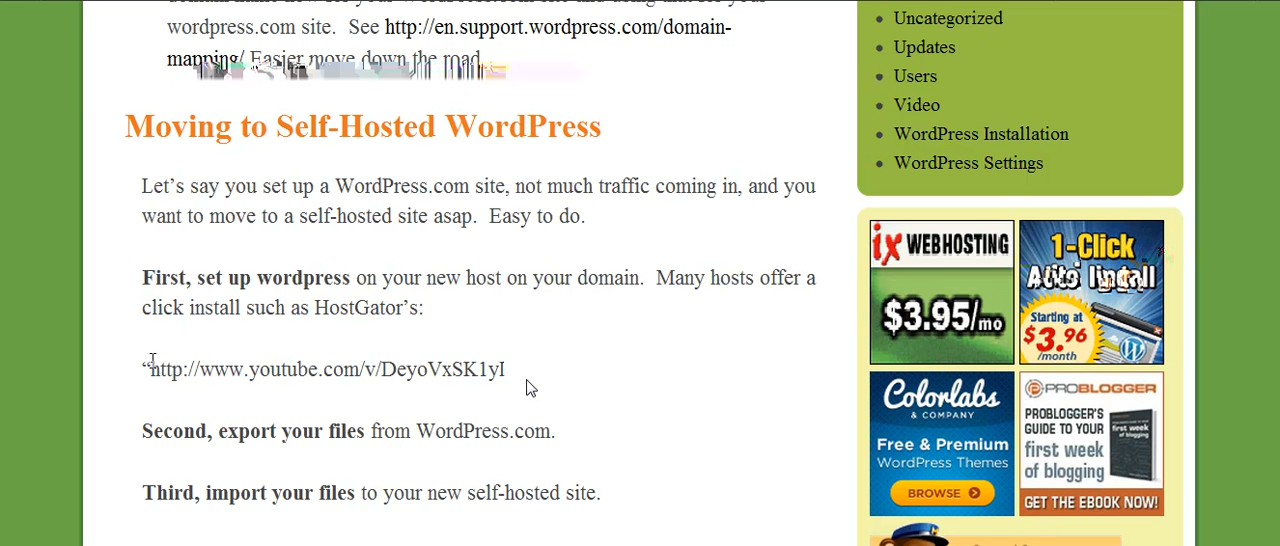 wordpress.com site. See http://en.support.wordpress.com/domain-
mapping/ Easier move down the road.
Moving to Self-Hosted WordPress
Let’s say you set up a WordPress.com site, not much traffic coming in, and you
want to move to a self-hosted site asap. Easy to do.
First, set up wordpress on your new host on your domain. Many hosts offer a
click install such as HostGator’s:
“http://www.youtube.com/v/DeyoVxSK1yI
Second, export your files from WordPress.com.
Third, import your files to your new self-hosted site.
Uncategorized
Updates
Users
Video
WordPress Installation
WordPress Settings
ix WEBHOSTING
$3.95/mo
1-Click
Auto Install
Starting at
$3.96
/month
Colorlabs
& COMPANY
Free & Premium
WordPress Themes
BROWSE
PROBLOGGER
PROBLOGGER'S
GUIDE TO YOUR
first week
of blogging
GET THE EBOOK NOW!